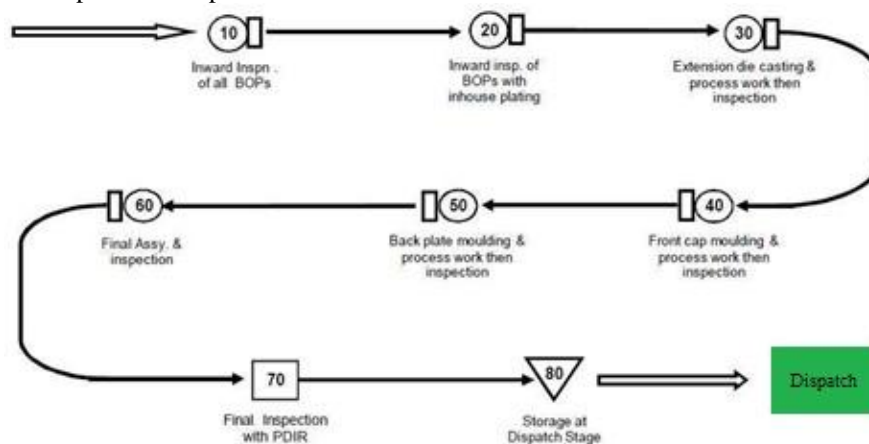 10
Inward Inspn .
of all BOPs
20
Inward insp. of
BOPs with
inhouse plating
30
Extension die casting &
process work then
inspection
60
Final Assy. &
inspection
50
Back plate moulding &
process work then
inspection
40
Front cap moulding &
process work then
inspection
70
Final Inspection
with PDIR
80
Storage at
Dispatch Stage
Dispatch